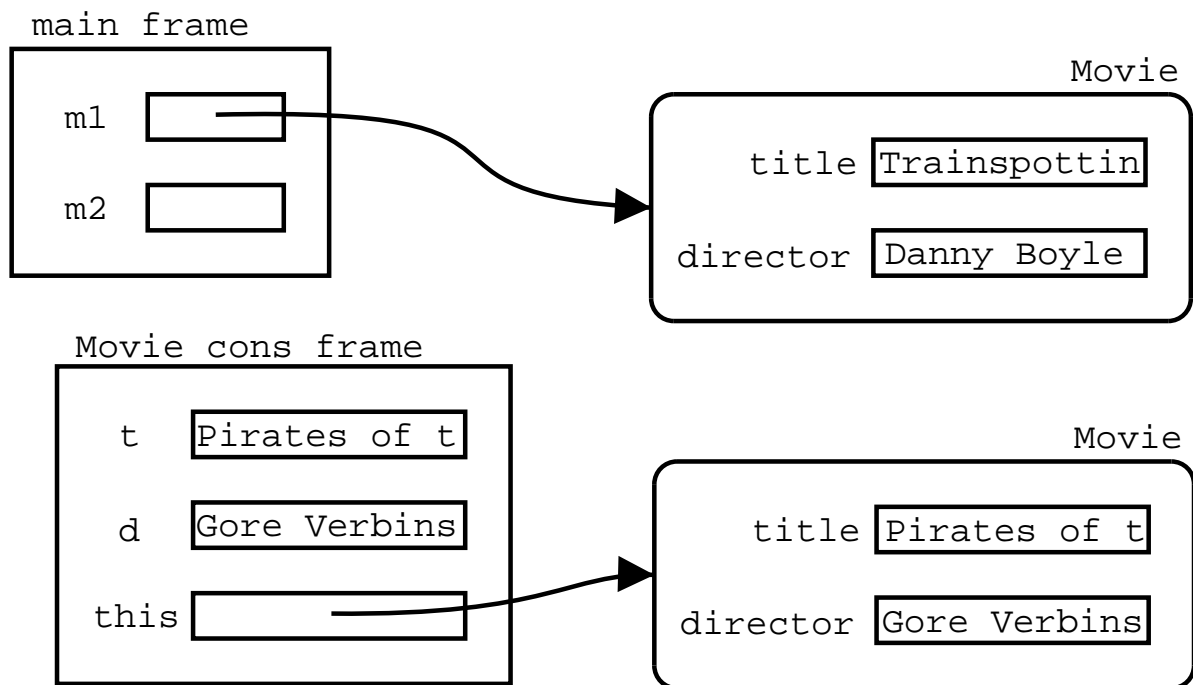 main frame
m1
m2
Movie
title Trainspottin
director Danny Boyle
Movie cons frame
t Pirates of t
d Gore Verbins
this
Movie
title Pirates of t
director Gore Verbins